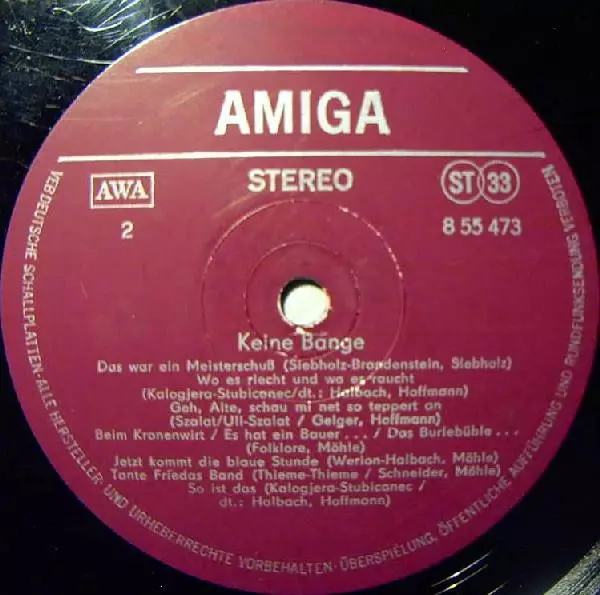 AMIGA
AWA
STEREO
ST 33
2
8 55 473
Keine Bange
Das war ein Meisterschuß (Siebholz-Brandenstein, Siebholz)
Wo es riecht und wo es raucht
(Kalogjera-Stubicanec/dt.: Halbach, Hoffmann)
Geh, Alte, schau mi net so teppert an
(Szalat/Ull-Szalat / Geiger, Hoffmann)
Beim Kronenwirt / Es hat ein Bauer ... / Das Burlebüble ...
(Folklore, Möhle)
Jetzt kommt die blaue Stunde (Werion-Halbach, Möhle)
Tante Friedas Band (Thieme-Thieme / Schneider, Möhle)
So ist das (Kalogjera-Stubicanec /
dt.: Halbach, Hoffmann)
VEB DEUTSCHE SCHALLPLATTEN · ALLE HERSTELLER- UND URHEBERRECHTE VORBEHALTEN · ÜBERSPIELUNG, ÖFFENTLICHE AUFFÜHRUNG UND RUNDFUNKSENDUNG VERBOTEN